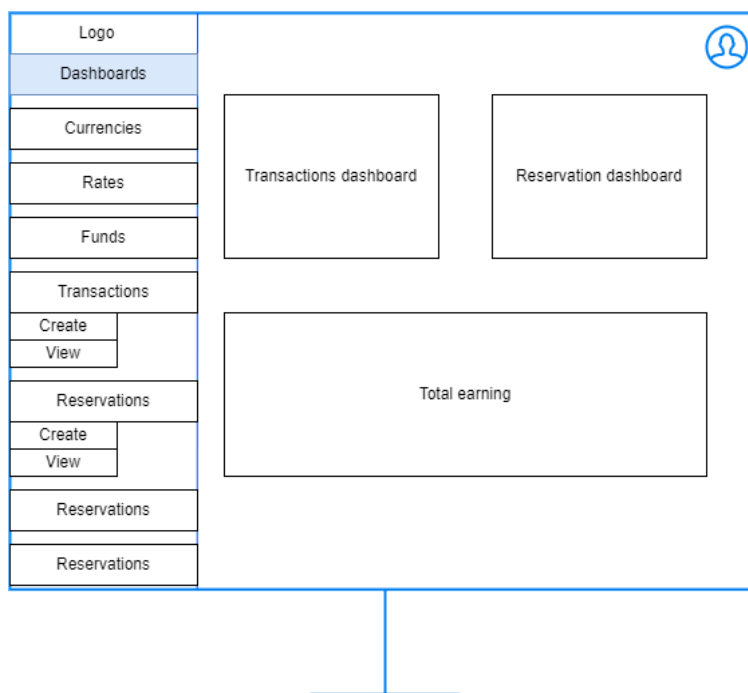 Logo
Dashboards
Currencies
Rates
Funds
Transactions
Create
View
Reservations
Create
View
Reservations
Reservations
Transactions dashboard
Reservation dashboard
Total earning